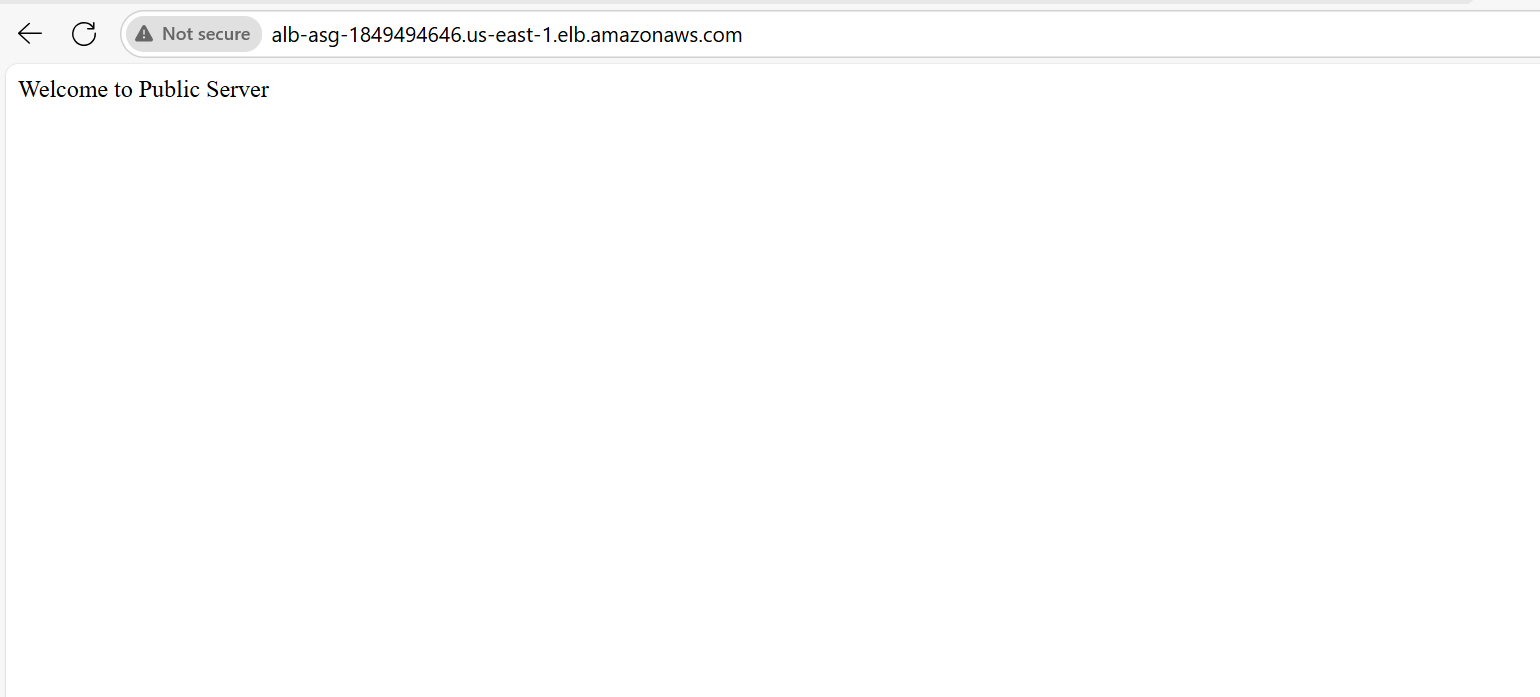 Not secure alb-asg-1849494646.us-east-1.elb.amazonaws.com
Welcome to Public Server